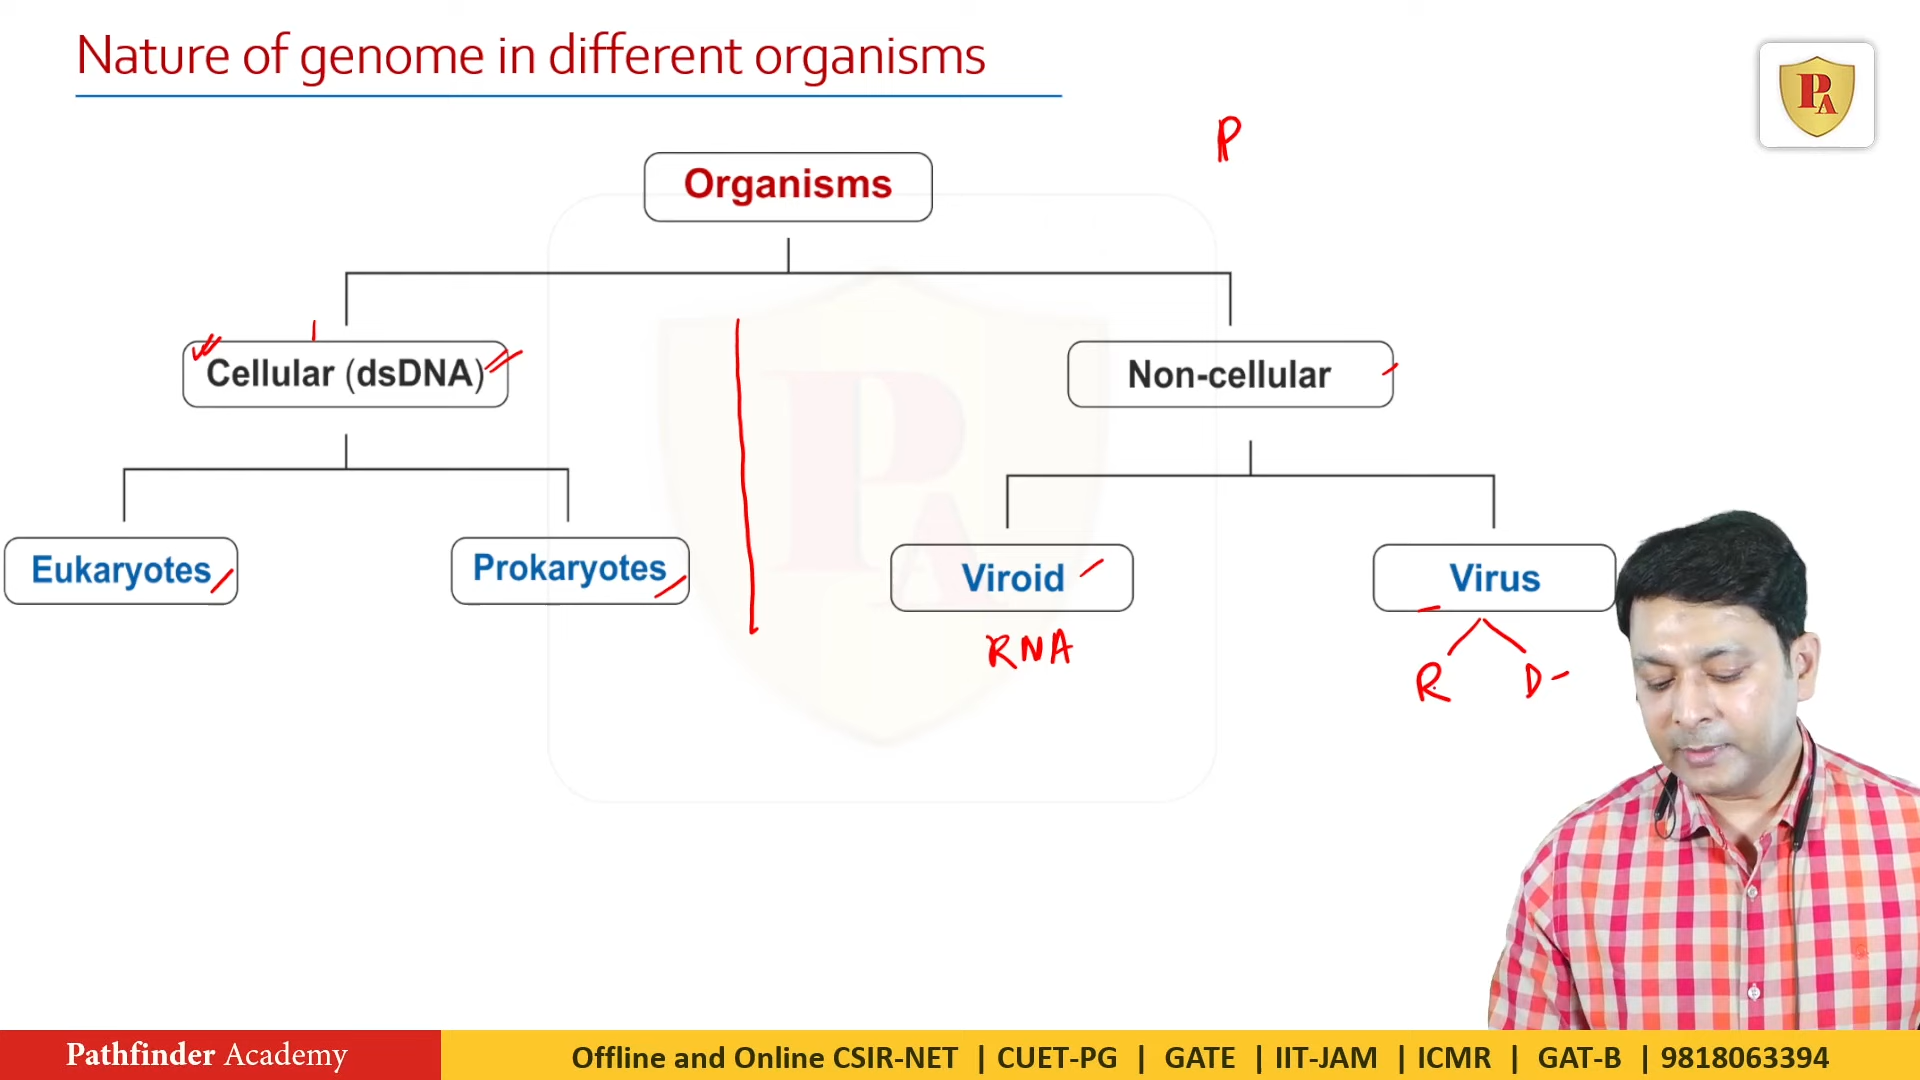 Nature of genome in different organisms
P
PA
Organisms
Cellular (dsDNA)
Non-cellular
Eukaryotes
Prokaryotes
Viroid
Virus
RNA
R D
Pathfinder Academy
Offline and Online CSIR-NET | CUET-PG | GATE | IIT-JAM | ICMR | GAT-B | 9818063394